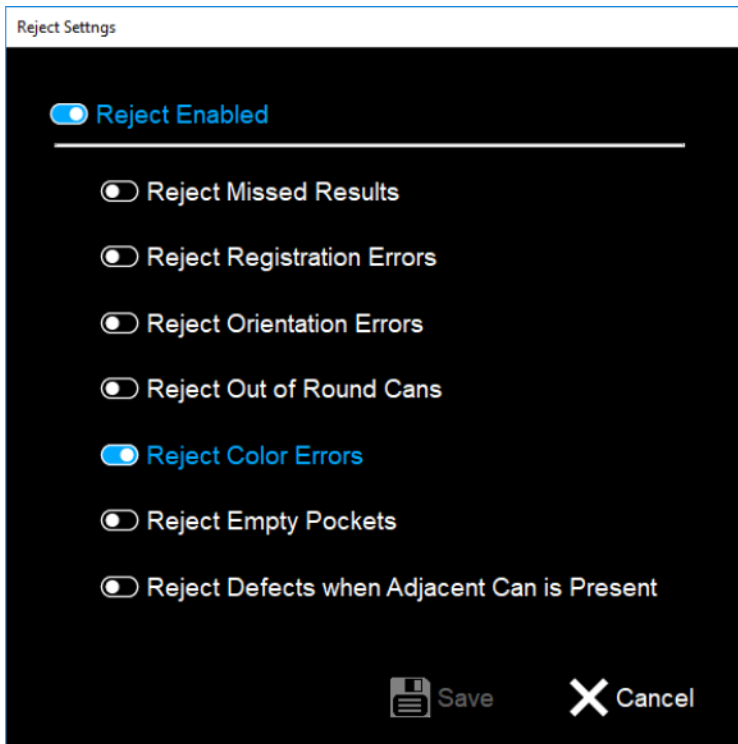 Reject Settngs
Reject Enabled
Reject Missed Results
Reject Registration Errors
Reject Orientation Errors
Reject Out of Round Cans
Reject Color Errors
Reject Empty Pockets
Reject Defects when Adjacent Can is Present
Save
Cancel